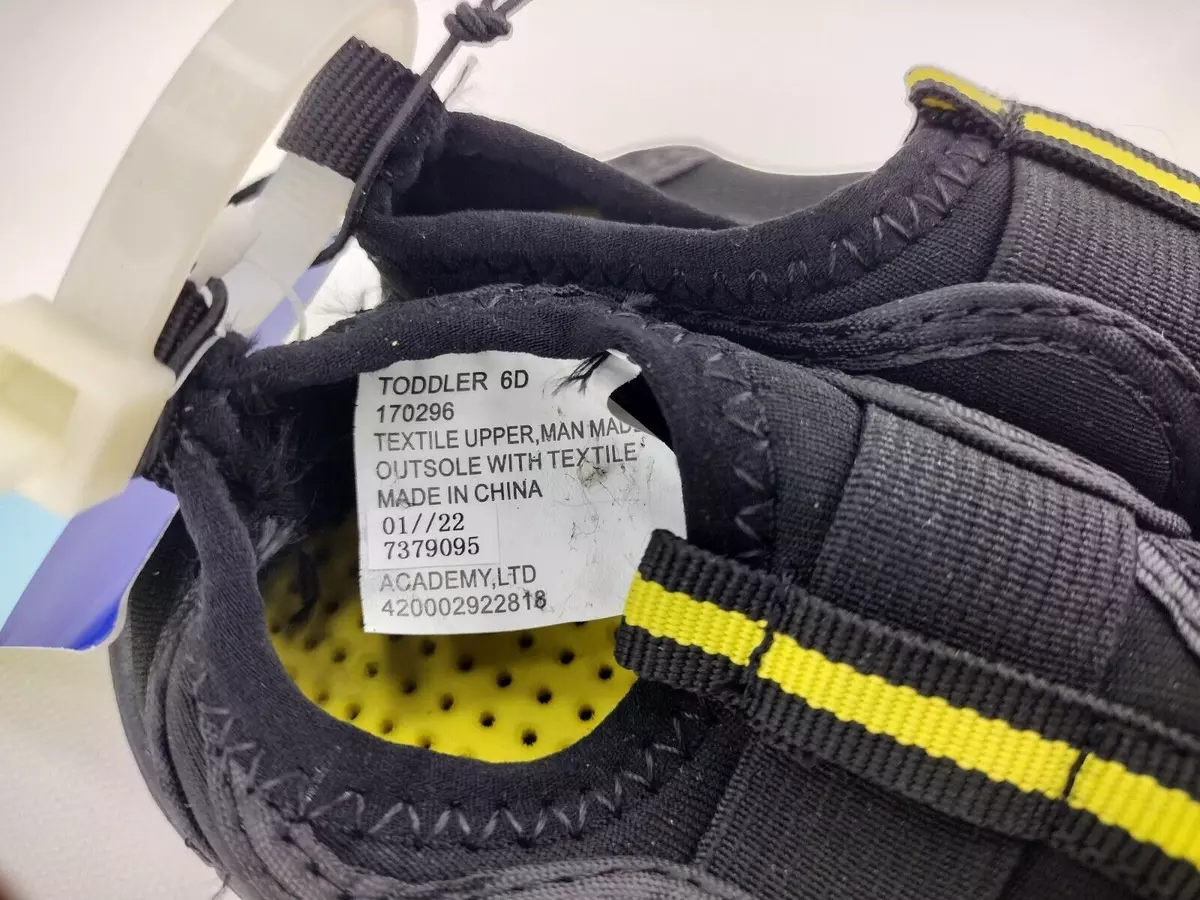 TODDLER 6D
170296
TEXTILE UPPER, MAN MADE
OUTSOLE WITH TEXTILE
MADE IN CHINA
01//22
7379095
ACADEMY,LTD
420002922818